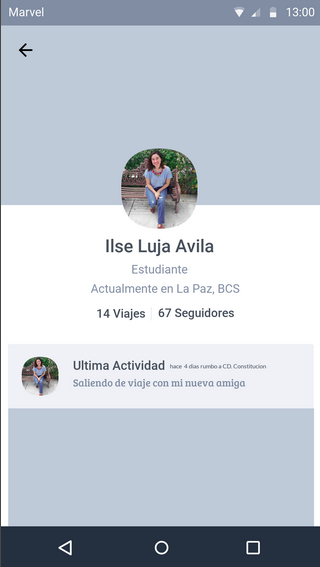 Marvel 13:00
Ilse Luja Avila
Estudiante
Actualmente en La Paz, BCS
14 Viajes 67 Seguidores
Ultima Actividad hace 4 dias rumbo a CD. Constitucion
Saliendo de viaje con mi nueva amiga